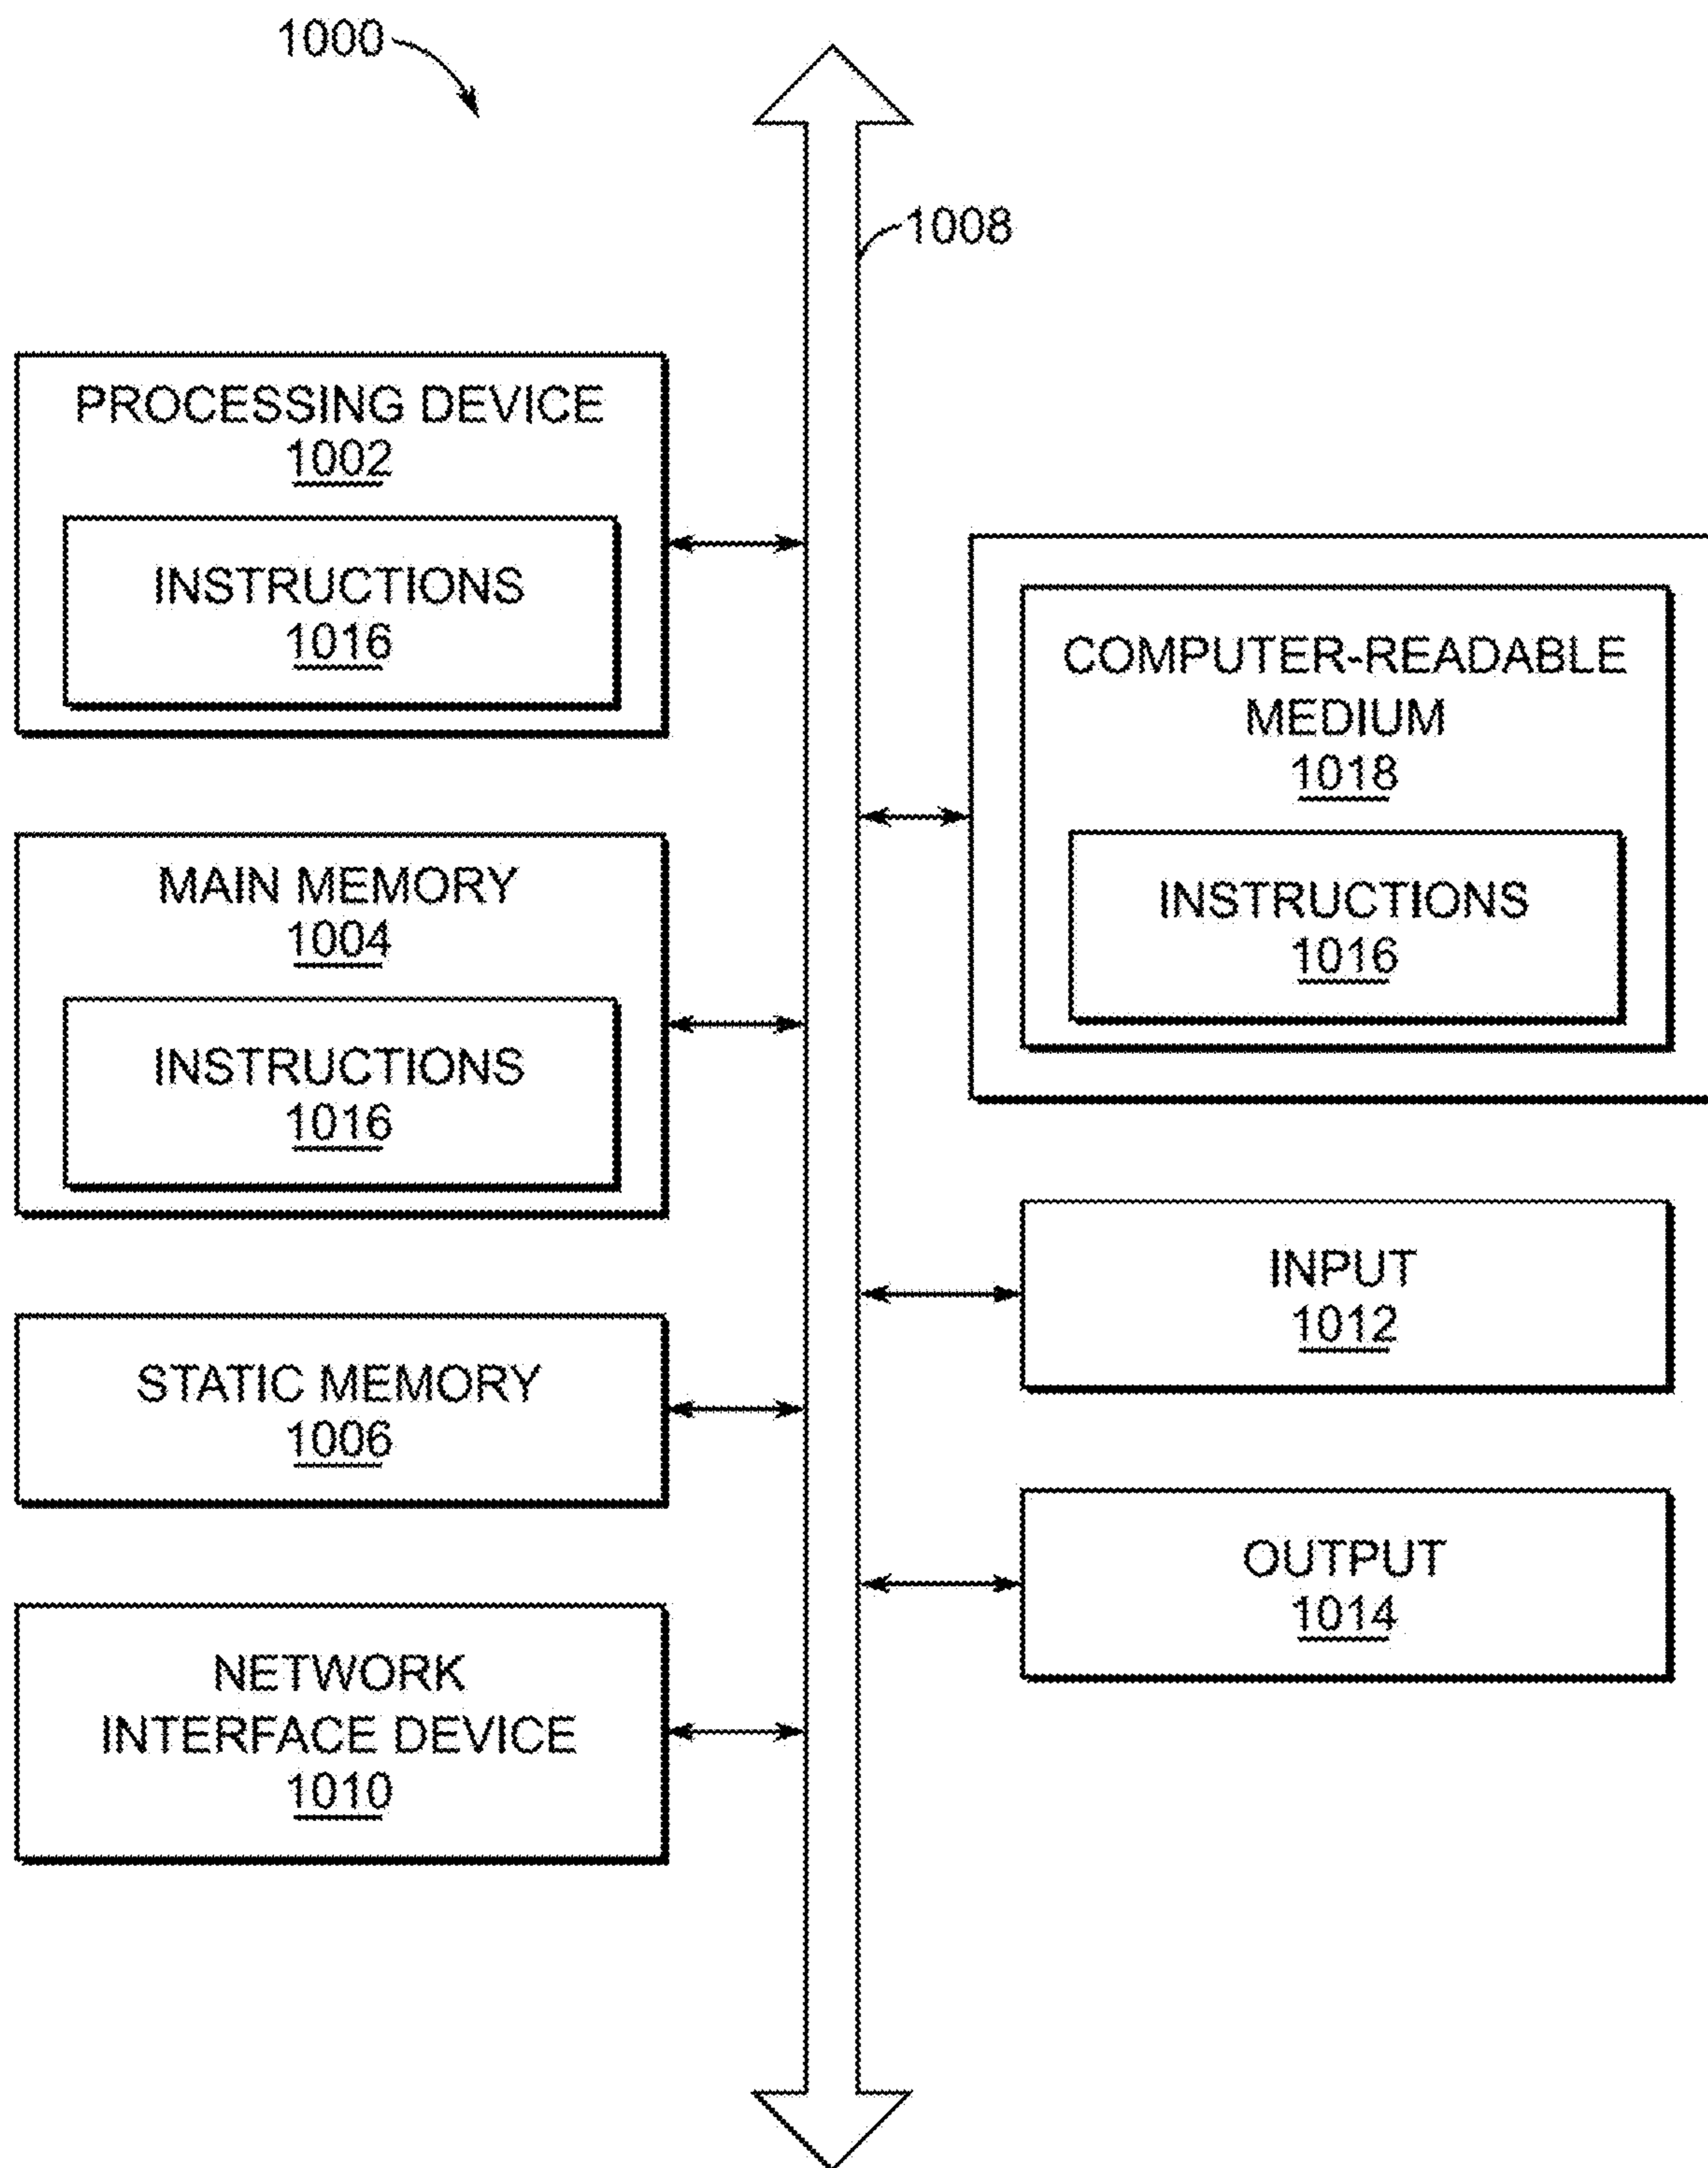 1000
1008
PROCESSING DEVICE
1002
INSTRUCTIONS
1016
MAIN MEMORY
1004
INSTRUCTIONS
1016
STATIC MEMORY
1006
NETWORK
INTERFACE DEVICE
1010
COMPUTER-READABLE
MEDIUM
1018
INSTRUCTIONS
1016
INPUT
1012
OUTPUT
1014